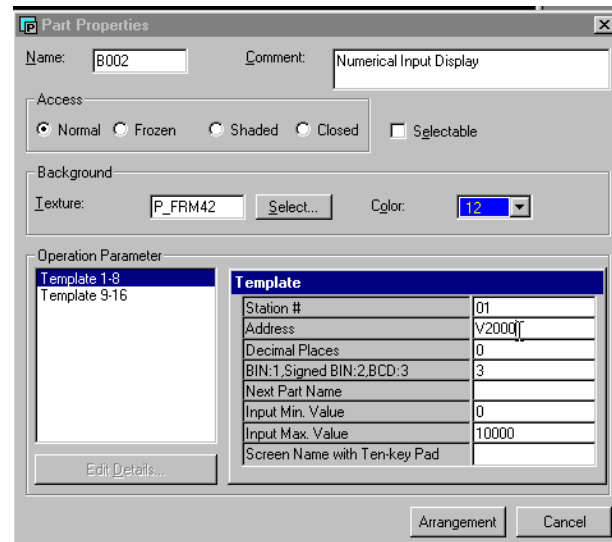 Part Properties
Name: B002 Comment: Numerical Input Display
Access
Normal Frozen Shaded Closed Selectable
Background
Texture: P_FRM42 Select... Color: 12
Operation Parameter
Template 1-8
Template 9-16
Template
Station # 01
Address V2000
Decimal Places 0
BIN:1,Signed BIN:2,BCD:3 3
Next Part Name
Input Min. Value 0
Input Max. Value 10000
Screen Name with Ten-key Pad
Edit Details...
Arrangement Cancel